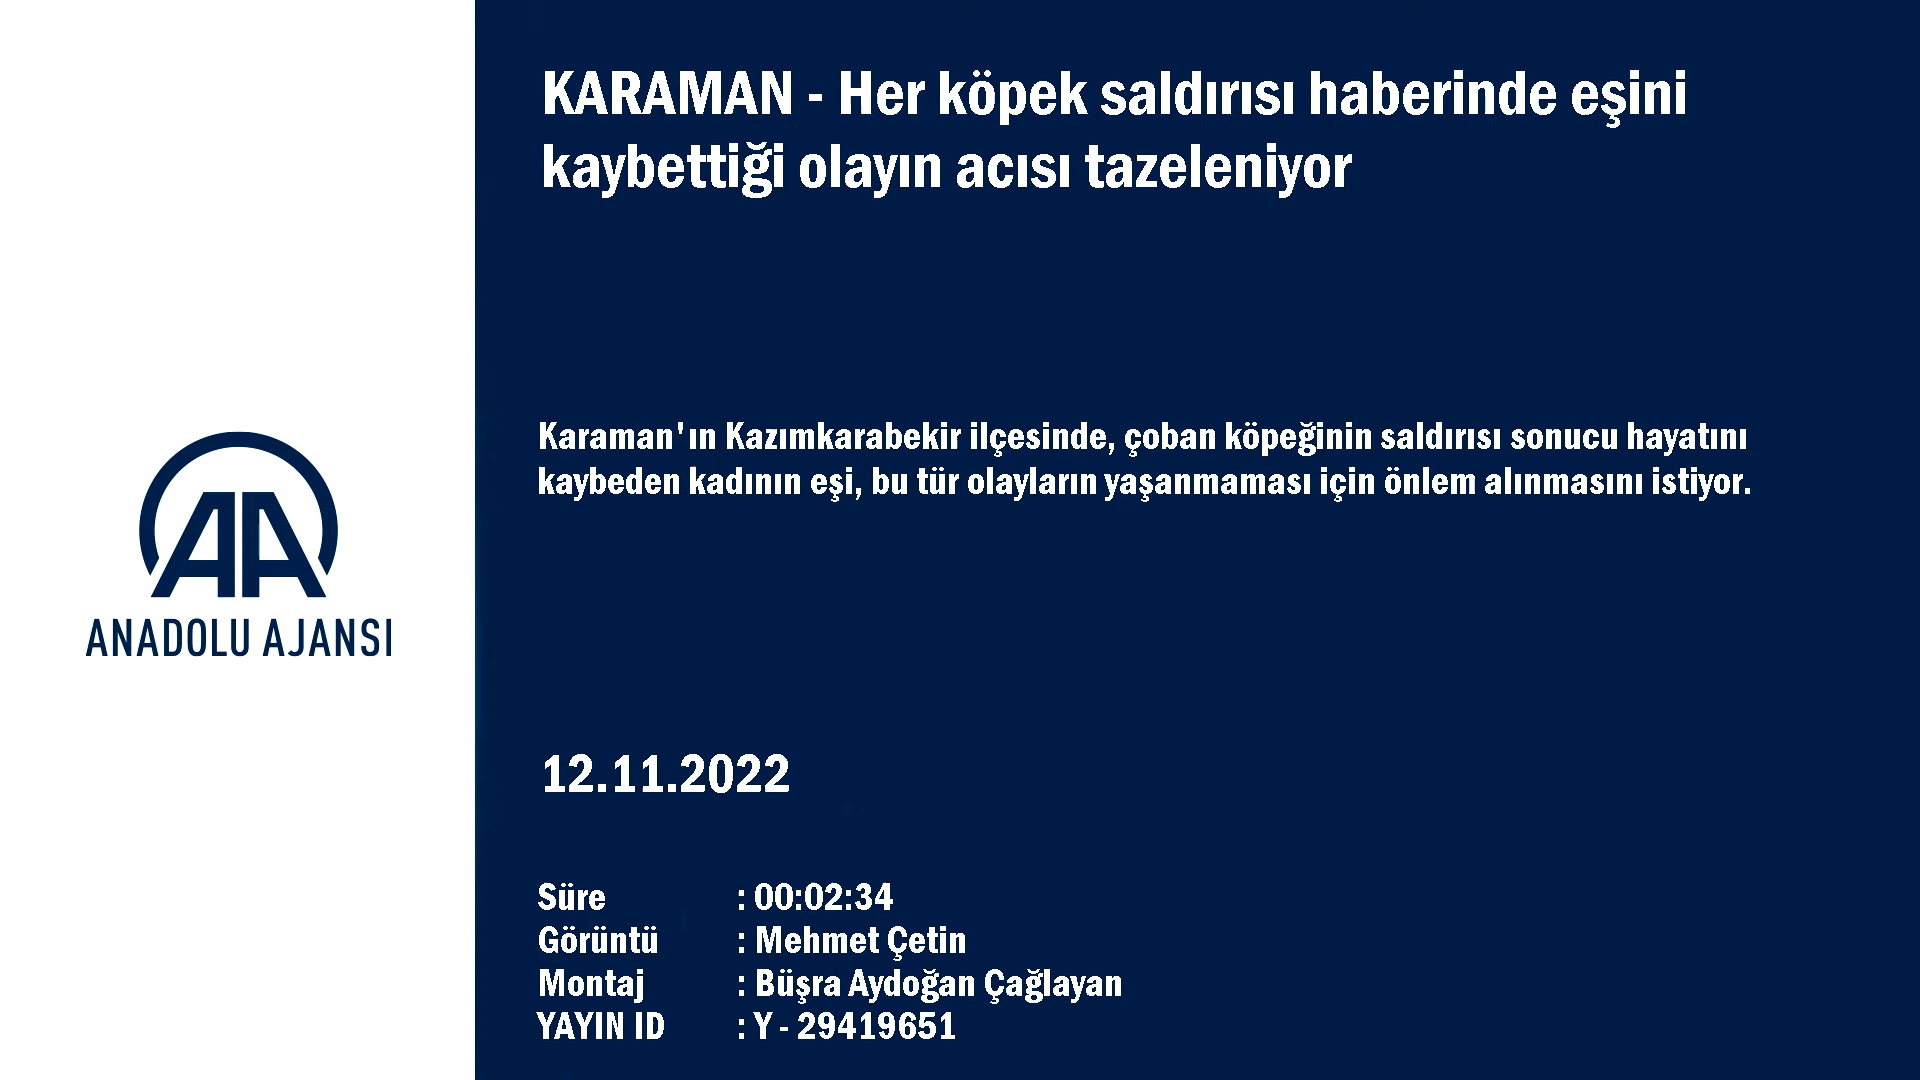 KARAMAN - Her köpek saldırısı haberinde eşini
kaybettiği olayın acısı tazeleniyor
Karaman'ın Kazımkarabekir ilçesinde, çoban köpeğinin saldırısı sonucu hayatını
kaybeden kadının eşi, bu tür olayların yaşanmaması için önlem alınmasını istiyor.
AA
ANADOLU AJANSI
12.11.2022
Süre : 00:02:34
Görüntü : Mehmet Çetin
Montaj : Büşra Aydoğan Çağlayan
YAYIN ID : Y - 29419651